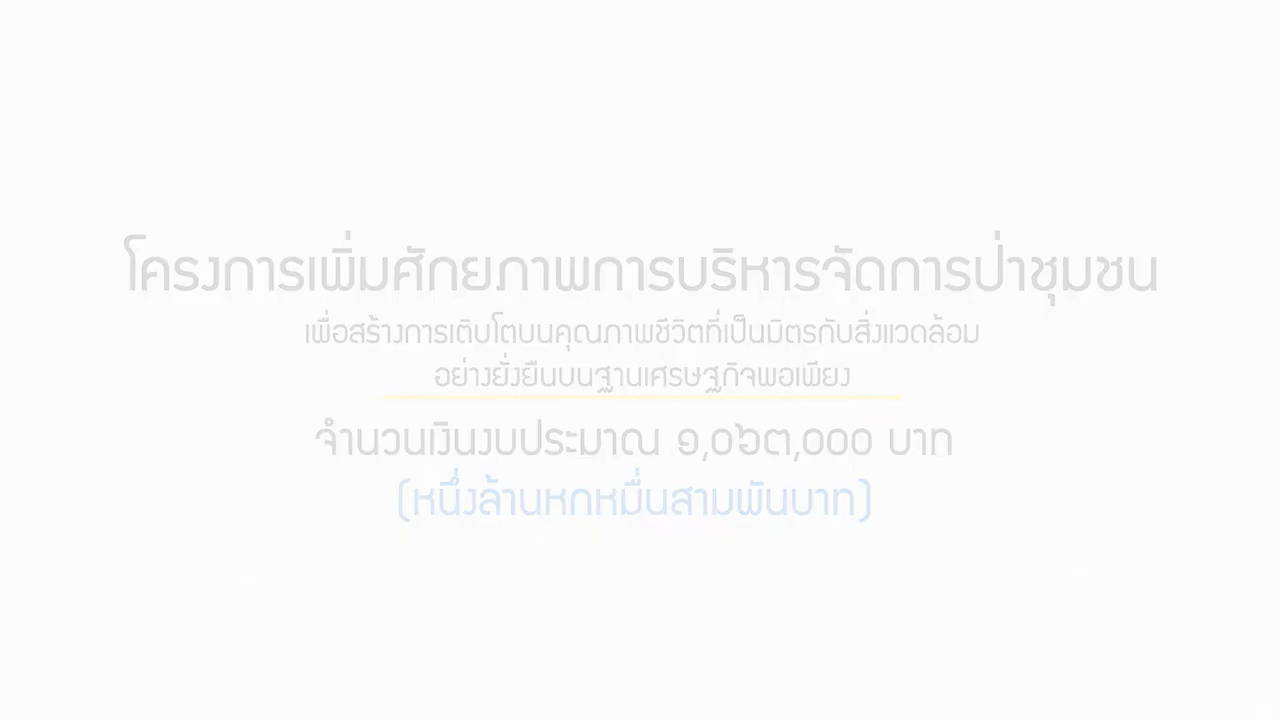 โครงการเพิ่มศักยภาพการบริหารจัดการป่าชุมชน
เพื่อสร้างการเติบโตบนคุณภาพชีวิตที่เป็นมิตรกับสิ่งแวดล้อม
อย่างยั่งยืนบนฐานเศรษฐกิจพอเพียง
จำนวนเงินงบประมาณ ๑,๐๖๓,๐๐๐ บาท
(หนึ่งล้านหกหมื่นสามพันบาท)